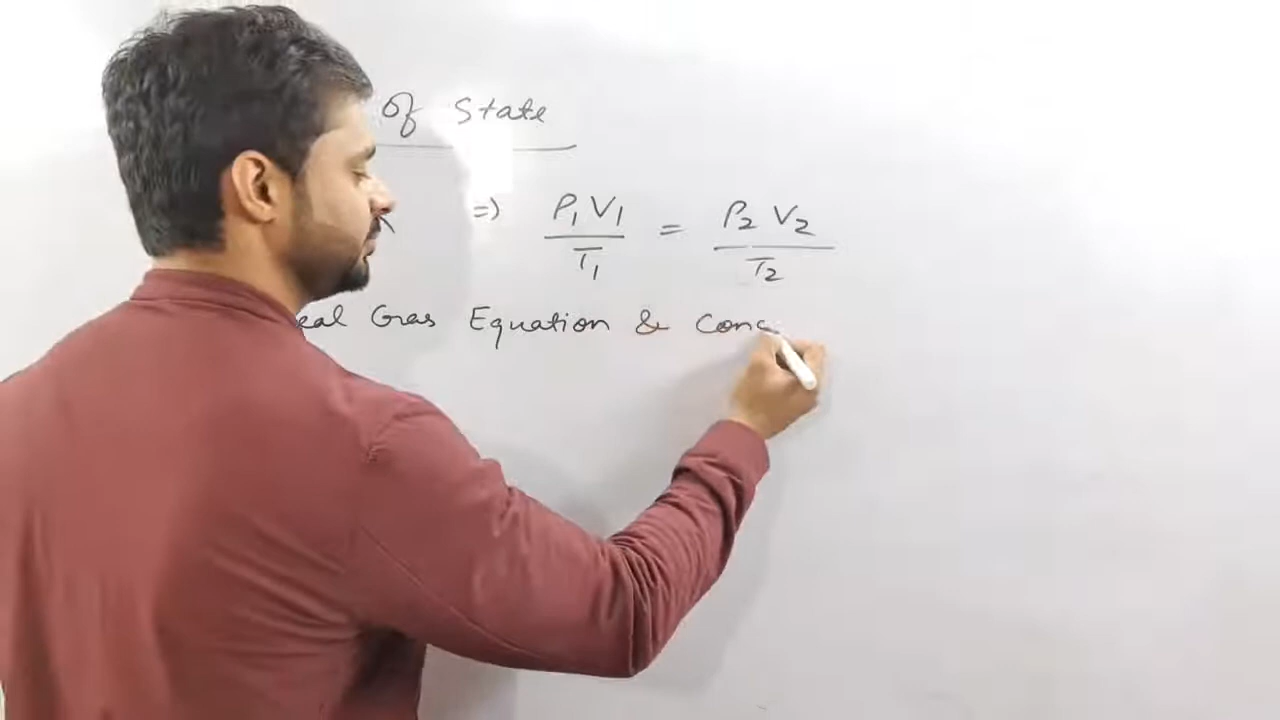 of State
⇒ P₁V₁/T₁ = P₂V₂/T₂
eal Gas Equation & Conc